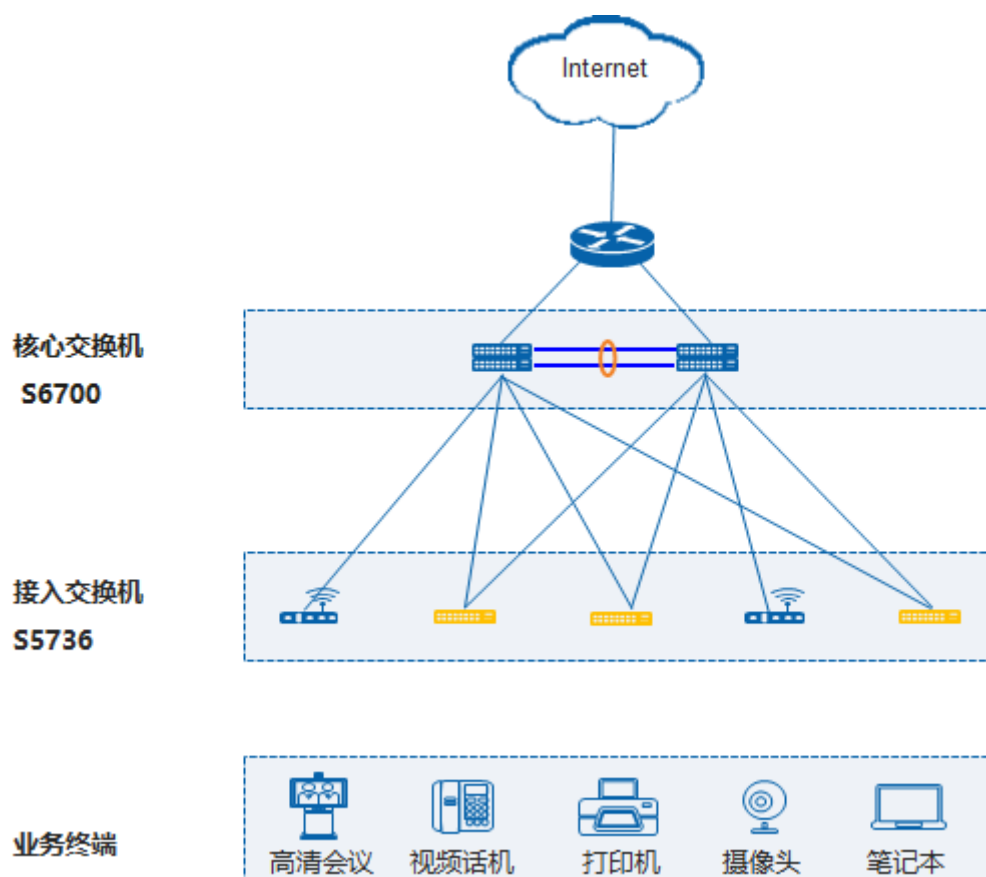 Internet
核心交换机
S6700
接入交换机
S5736
业务终端
高清会议 视频话机 打印机 摄像头 笔记本